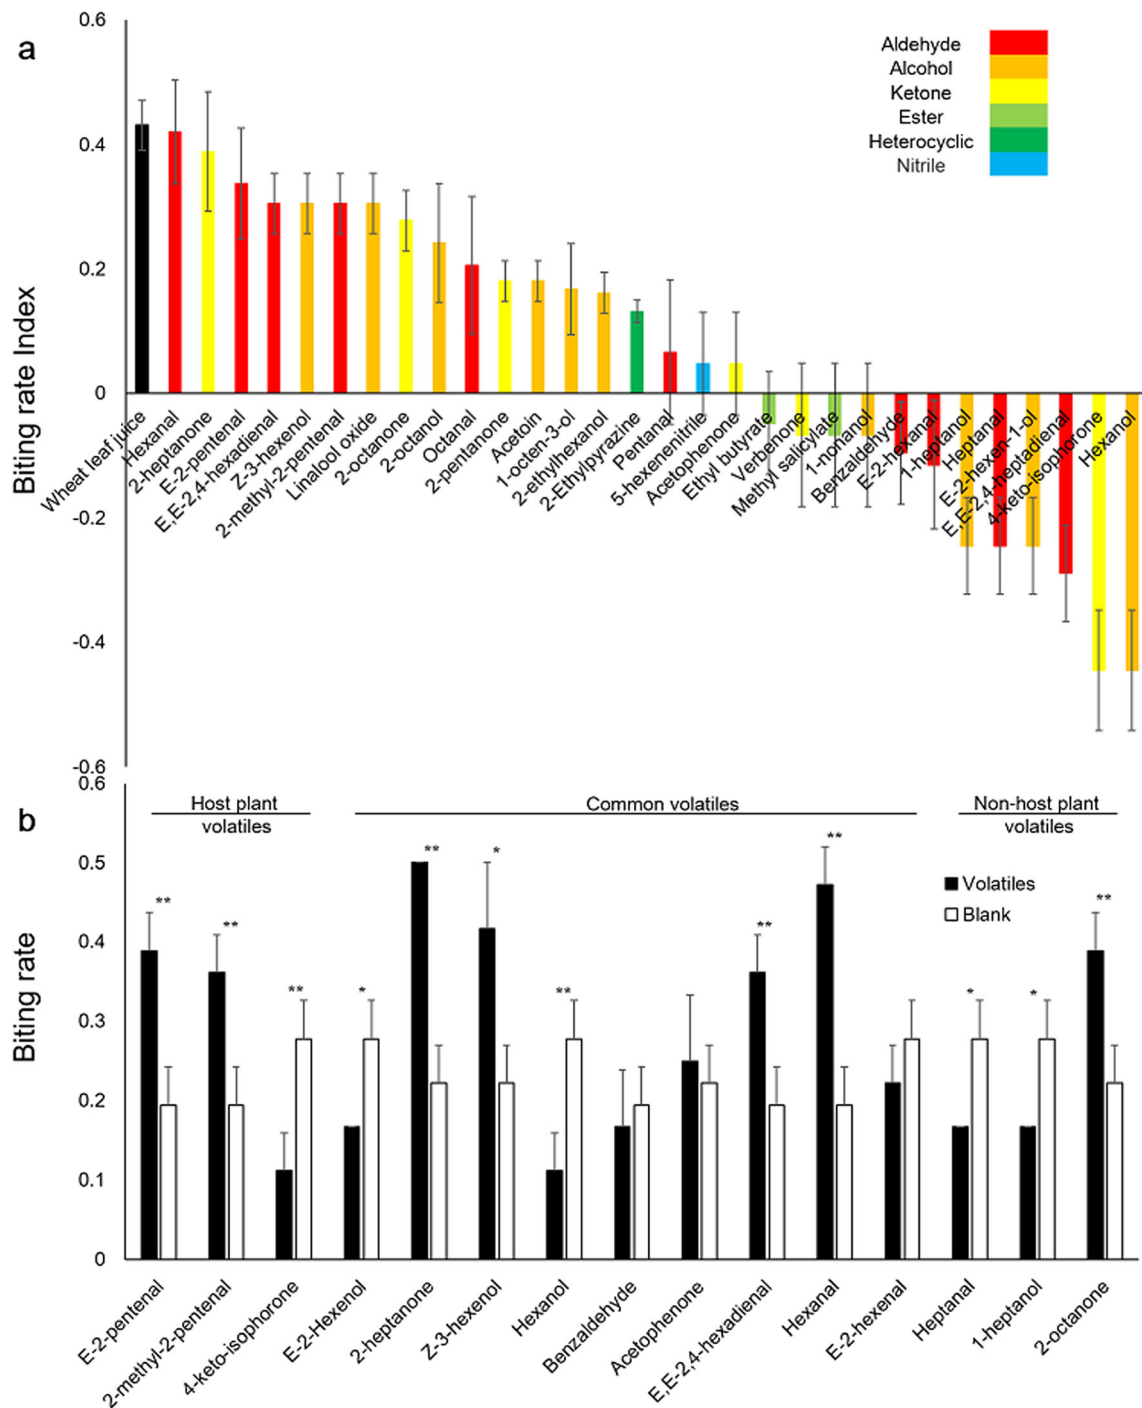 a
0.6
0.4
0.2
0
-0.2
-0.4
-0.6
Biting rate Index
Aldehyde
Alcohol
Ketone
Ester
Heterocyclic
Nitrile
Wheat leaf juice
Hexanal
2-heptanone
E-2-pentenal
E,E-2,4-hexadienal
Z-3-hexenol
2-methyl-2-pentenal
Linalool oxide
2-octanone
2-octanol
Octanal
2-pentanone
Acetoin
1-octen-3-ol
2-ethylhexanol
2-Ethylpyrazine
Pentanal
5-hexenenitrile
Acetophenone
Ethyl butyrate
Verbenone
Methyl salicylate
1-nonanol
Benzaldehyde
E-2-hexenal
1-heptanol
Heptanal
E-2-hexen-1-ol
E,E-2,4-heptadienal
4-keto-isophorone
Hexanol
b
0.6
0.5
0.4
0.3
0.2
0.1
0
Biting rate
Host plant
volatiles
Common volatiles
Non-host plant
volatiles
Volatiles
Blank
**
**
**
*
**
*
**
**
**
*
*
**
E-2-pentenal
2-methyl-2-pentenal
4-keto-isophorone
E-2-Hexenol
2-heptanone
Z-3-hexenol
Hexanol
Benzaldehyde
Acetophenone
E,E-2,4-hexadienal
Hexanal
E-2-hexenal
Heptanal
1-heptanol
2-octanone